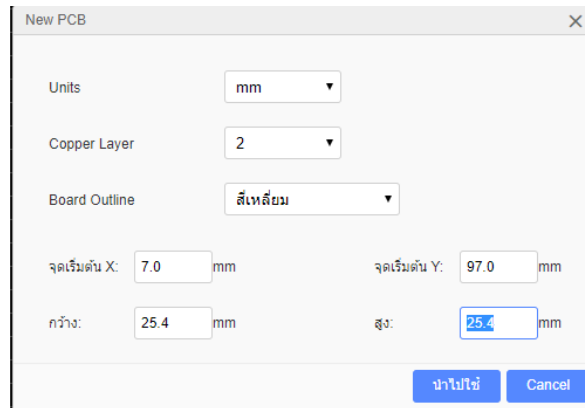 New PCB
Units mm
Copper Layer 2
Board Outline สี่เหลี่ยม
จุดเริ่มต้น X: 7.0 mm จุดเริ่มต้น Y: 97.0 mm
กว้าง: 25.4 mm สูง: 25.4 mm
นำไปใช้ Cancel